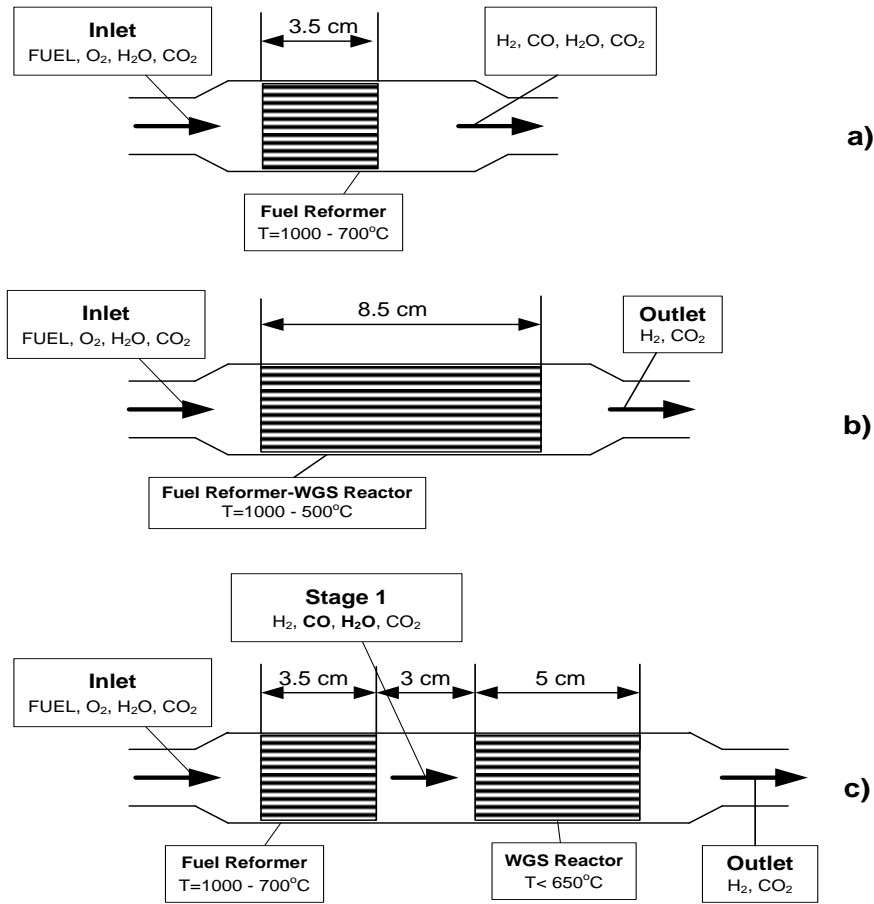 3.5 cm
Inlet
FUEL, O₂, H₂O, CO₂
H₂, CO, H₂O, CO₂
a)
Fuel Reformer
T=1000 - 700°C
8.5 cm
Inlet
FUEL, O₂, H₂O, CO₂
Outlet
H₂, CO₂
b)
Fuel Reformer-WGS Reactor
T=1000 - 500°C
Stage 1
H₂, CO, H₂O, CO₂
3.5 cm
3 cm
5 cm
Inlet
FUEL, O₂, H₂O, CO₂
c)
Fuel Reformer
T=1000 - 700°C
WGS Reactor
T< 650°C
Outlet
H₂, CO₂